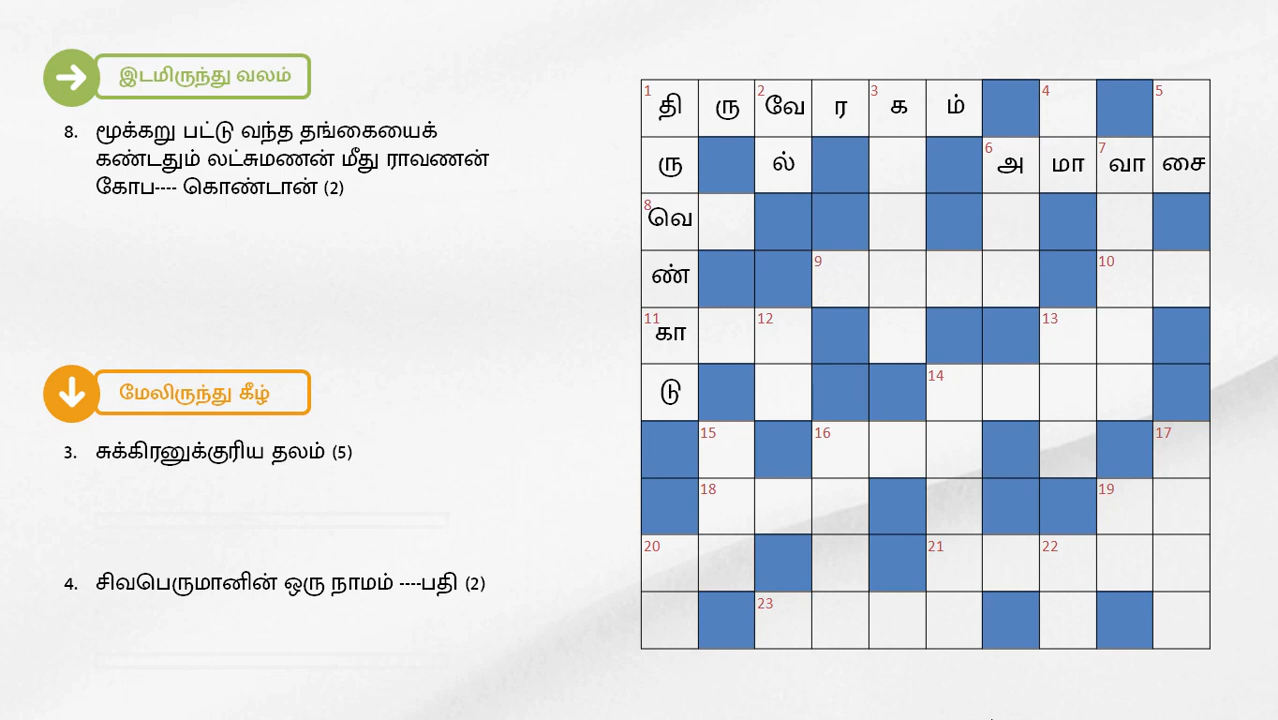 இடமிருந்து வலம்
8. மூக்கறு பட்டு வந்த தங்கையைக்
கண்டதும் லட்சுமணன் மீது ராவணன்
கோப---- கொண்டான் (2)
மேலிருந்து கீழ்
3. சுக்கிரனுக்குரிய தலம் (5)
4. சிவபெருமானின் ஒரு நாமம் ----பதி (2)
1 தி ரு 2 வே ர 3 க ம் 4 5
ரு ல் 6 அ மா 7 வா சை
8 வெ
ண் 9 10
11 கா 12 13
டு 14
15 16 17
18 19
20 21 22
23